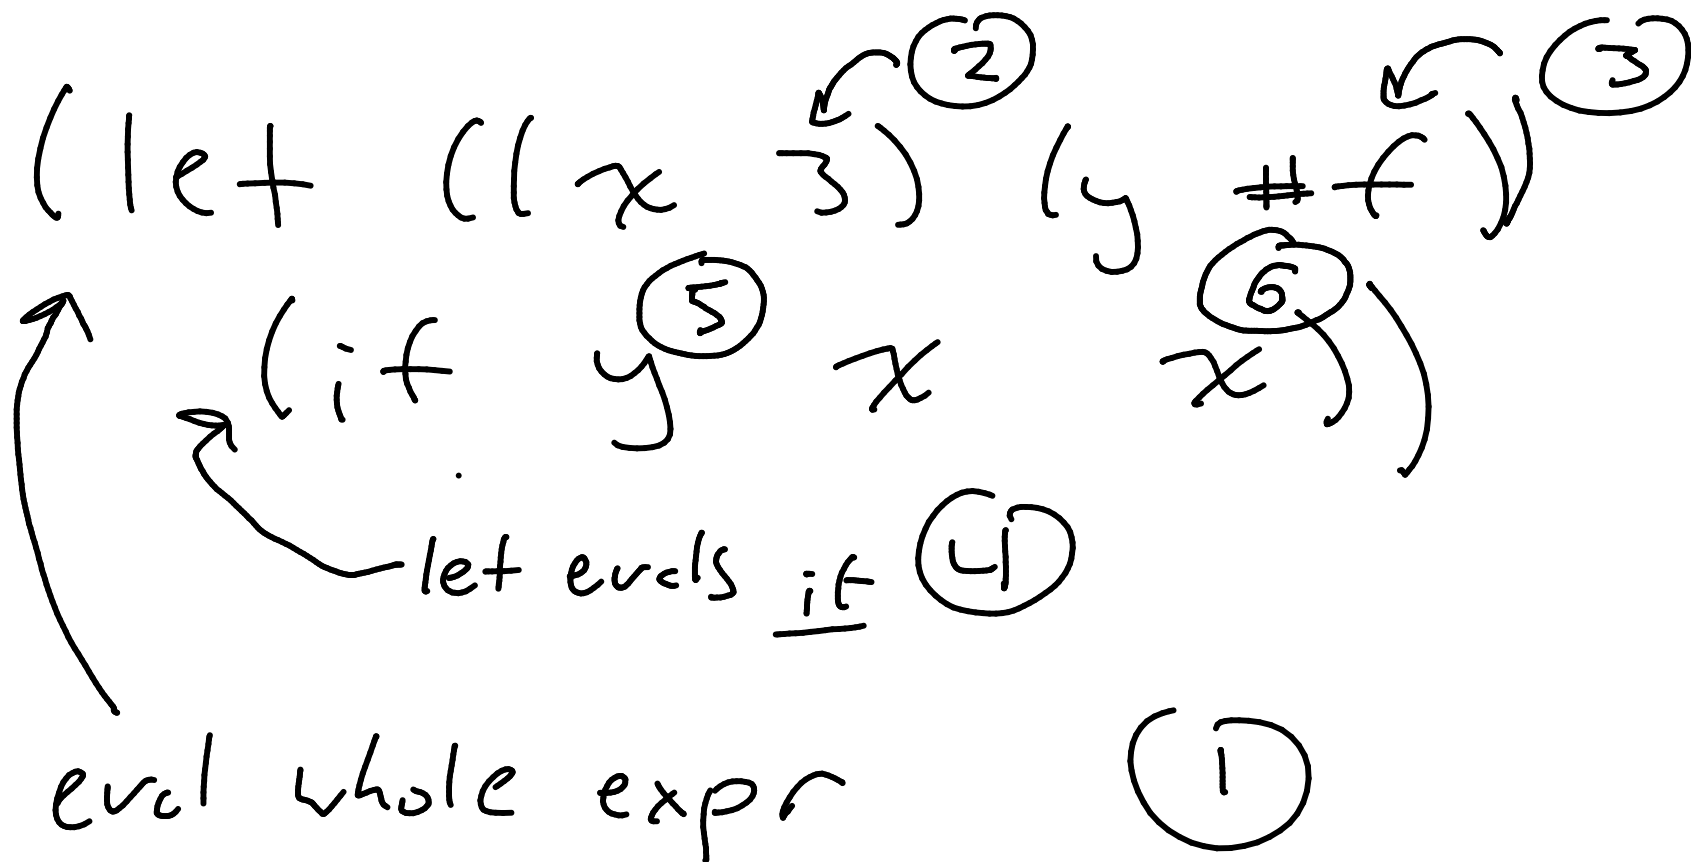 ② ③
(let ((x 3) (y #f))
⑤ ⑥
(if y x x))
let evals if ④
eval whole expr ①